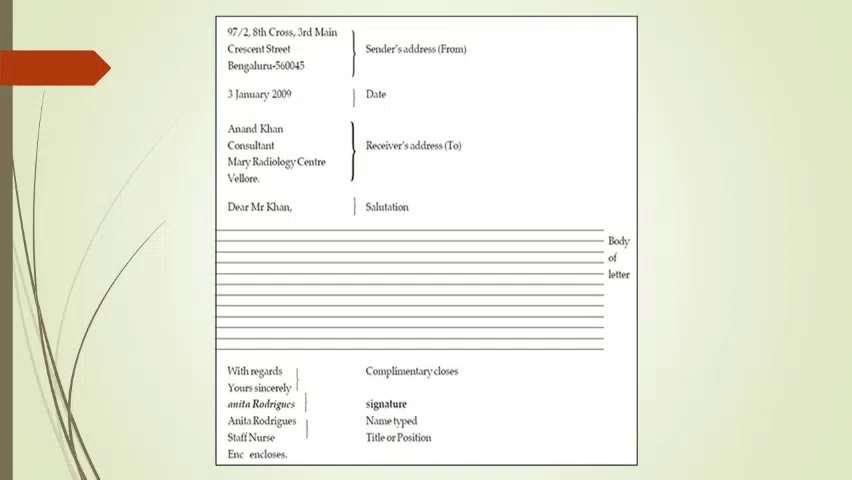 97/2, 8th Cross, 3rd Main
Crescent Street
Bengaluru-560045
Sender's address (From)
3 January 2009 Date
Anand Khan
Consultant
Mary Radiology Centre
Vellore.
Receiver's address (To)
Dear Mr Khan, Salutation
Body
of
letter
With regards Complimentary closes
Yours sincerely
anita Rodrigues signature
Anita Rodrigues Name typed
Staff Nurse Title or Position
Enc encloses.